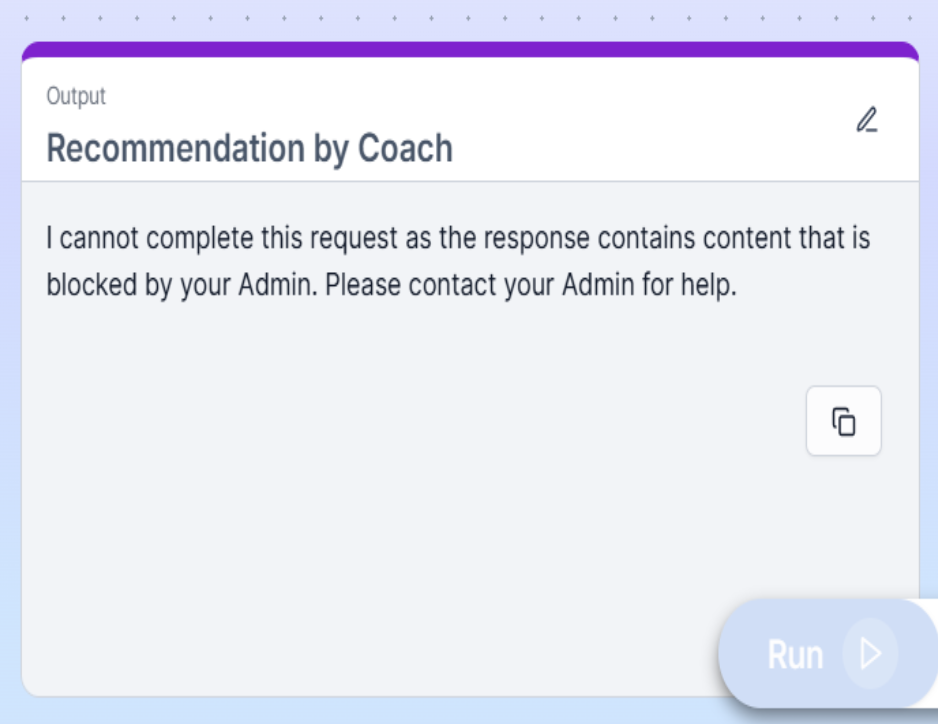 Output
Recommendation by Coach
I cannot complete this request as the response contains content that is
blocked by your Admin. Please contact your Admin for help.
Run